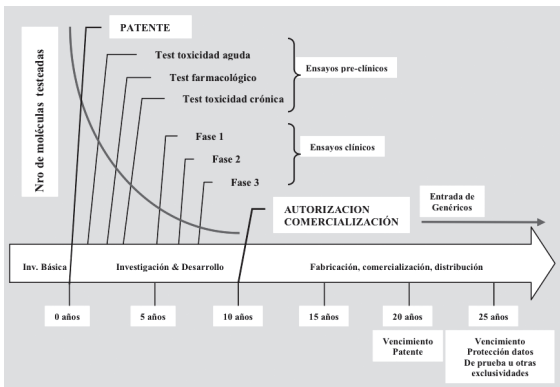 PATENTE
Test toxicidad aguda
Test farmacológico
Test toxicidad crónica
Ensayos pre-clínicos
Nro de moléculas testeadas
Fase 1
Fase 2
Fase 3
Ensayos clínicos
AUTORIZACION
COMERCIALIZACIÓN
Entrada de
Genéricos
Inv. Básica
Investigación & Desarrollo
Fabricación, comercialización, distribución
0 años
5 años
10 años
15 años
20 años
25 años
Vencimiento
Patente
Vencimiento
Protección datos
De prueba u otras
exclusividades